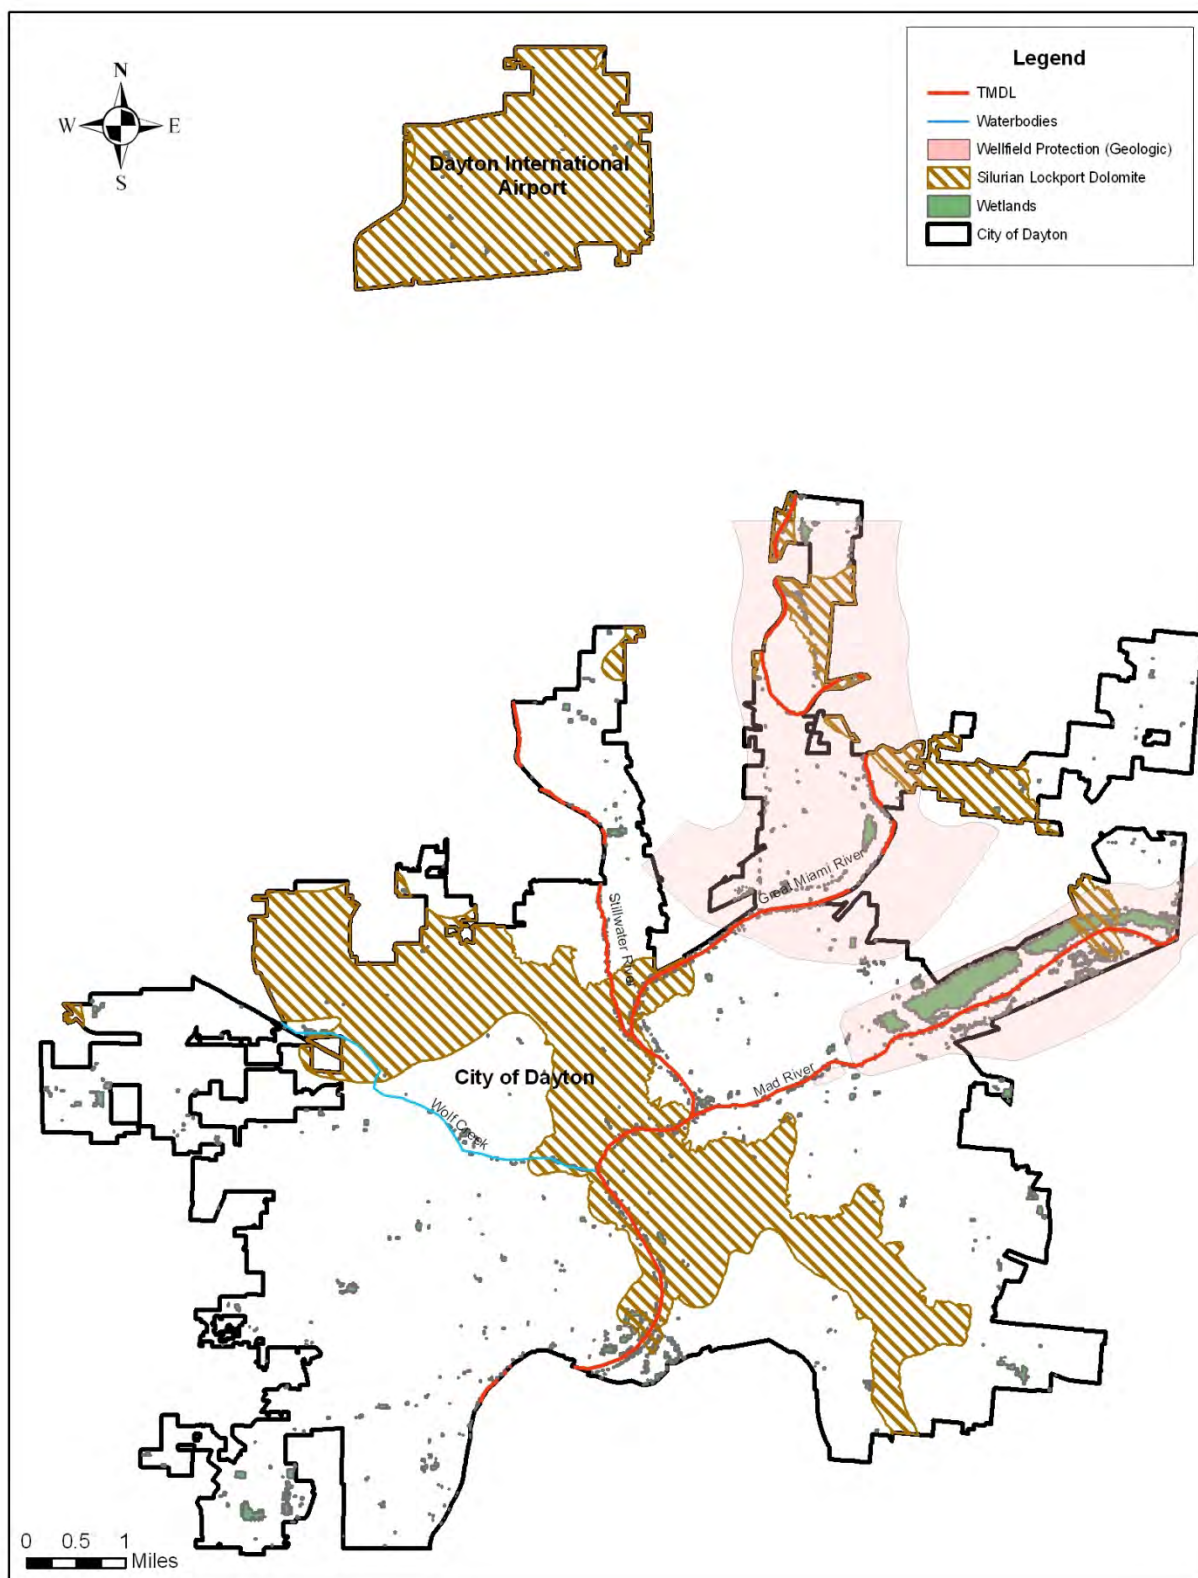 N
W E
S
Legend
TMDL
Waterbodies
Wellfield Protection (Geologic)
Silurian Lockport Dolomite
Wetlands
City of Dayton
Dayton International
Airport
Great Miami River
Stillwater River
Mad River
City of Dayton
Wolf Creek
0 0.5 1
Miles